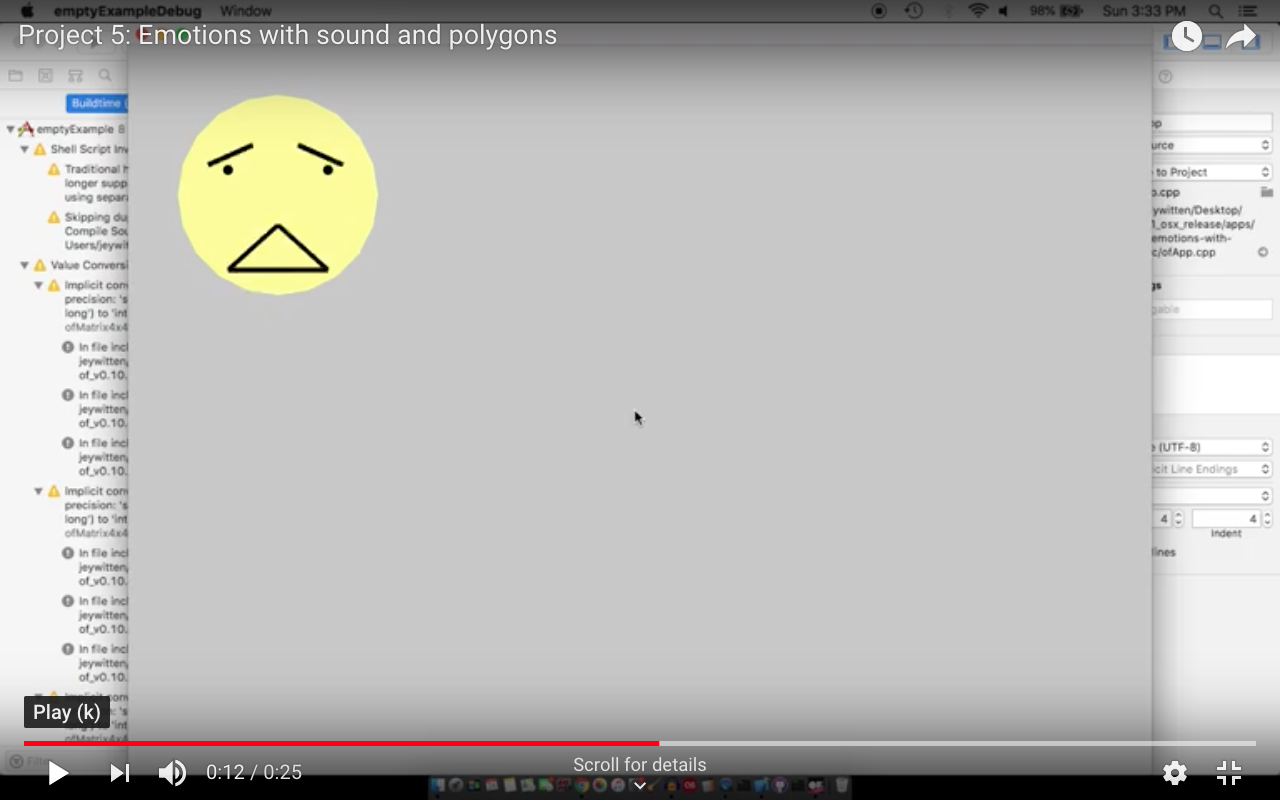 emptyExampleDebug Window
98%
Sun 3:33 PM
Project 5: Emotions with sound and polygons
Buildtime
emptyExample 8
Shell Script Inv
Traditional h
longer supp
using separa
Skipping du
Compile Sou
Users/jeywit
Value Conversi
Implicit con
precision: 's
long') to 'int
ofMatrix4x4
In file incl
jeywitten,
of_v0.10.
In file incl
jeywitten,
of_v0.10.
In file incl
jeywitten,
of_v0.10.
Implicit con
precision: 's
long') to 'int
ofMatrix4x4
In file incl
jeywitten,
of_v0.10.
In file incl
jeywitten,
of_v0.10.
In file incl
jeywitten,
of_v0.10.
pp
urce
to Project
p.cpp
ywitten/Desktop/
1_osx_release/apps/
emotions-with-
c/ofApp.cpp
gs
gable
(UTF-8)
icit Line Endings
4
4
Indent
lines
Play (k)
0:12 / 0:25
Scroll for details